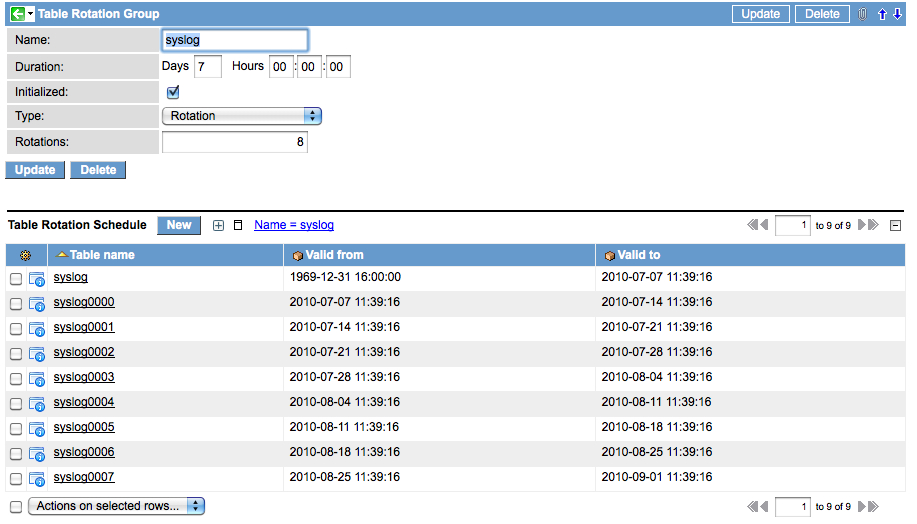 Table Rotation Group Update Delete
Name: syslog
Duration: Days 7 Hours 00 : 00 : 00
Initialized:
Type: Rotation
Rotations: 8
Update Delete
Table Rotation Schedule New Name = syslog 1 to 9 of 9
Table name Valid from Valid to
syslog 1969-12-31 16:00:00 2010-07-07 11:39:16
syslog0000 2010-07-07 11:39:16 2010-07-14 11:39:16
syslog0001 2010-07-14 11:39:16 2010-07-21 11:39:16
syslog0002 2010-07-21 11:39:16 2010-07-28 11:39:16
syslog0003 2010-07-28 11:39:16 2010-08-04 11:39:16
syslog0004 2010-08-04 11:39:16 2010-08-11 11:39:16
syslog0005 2010-08-11 11:39:16 2010-08-18 11:39:16
syslog0006 2010-08-18 11:39:16 2010-08-25 11:39:16
syslog0007 2010-08-25 11:39:16 2010-09-01 11:39:16
Actions on selected rows... 1 to 9 of 9